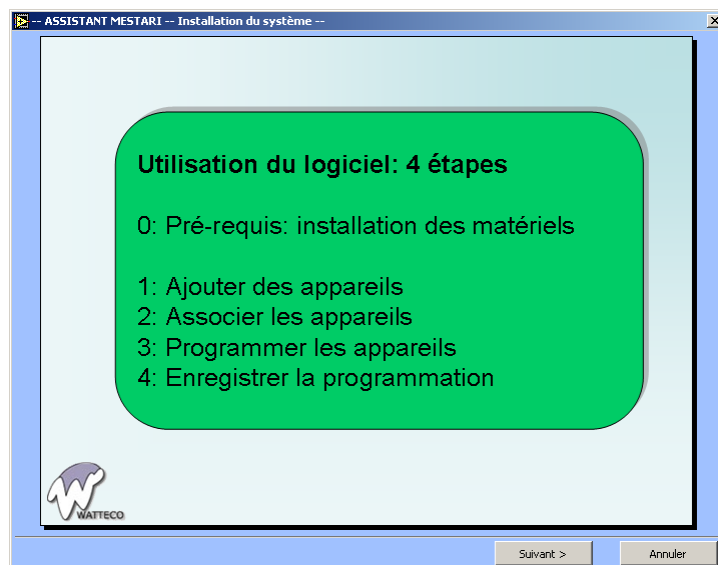 -- ASSISTANT MESTARI -- Installation du système --
Utilisation du logiciel: 4 étapes
0: Pré-requis: installation des matériels
1: Ajouter des appareils
2: Associer les appareils
3: Programmer les appareils
4: Enregistrer la programmation
WATTECO
Suivant >
Annuler